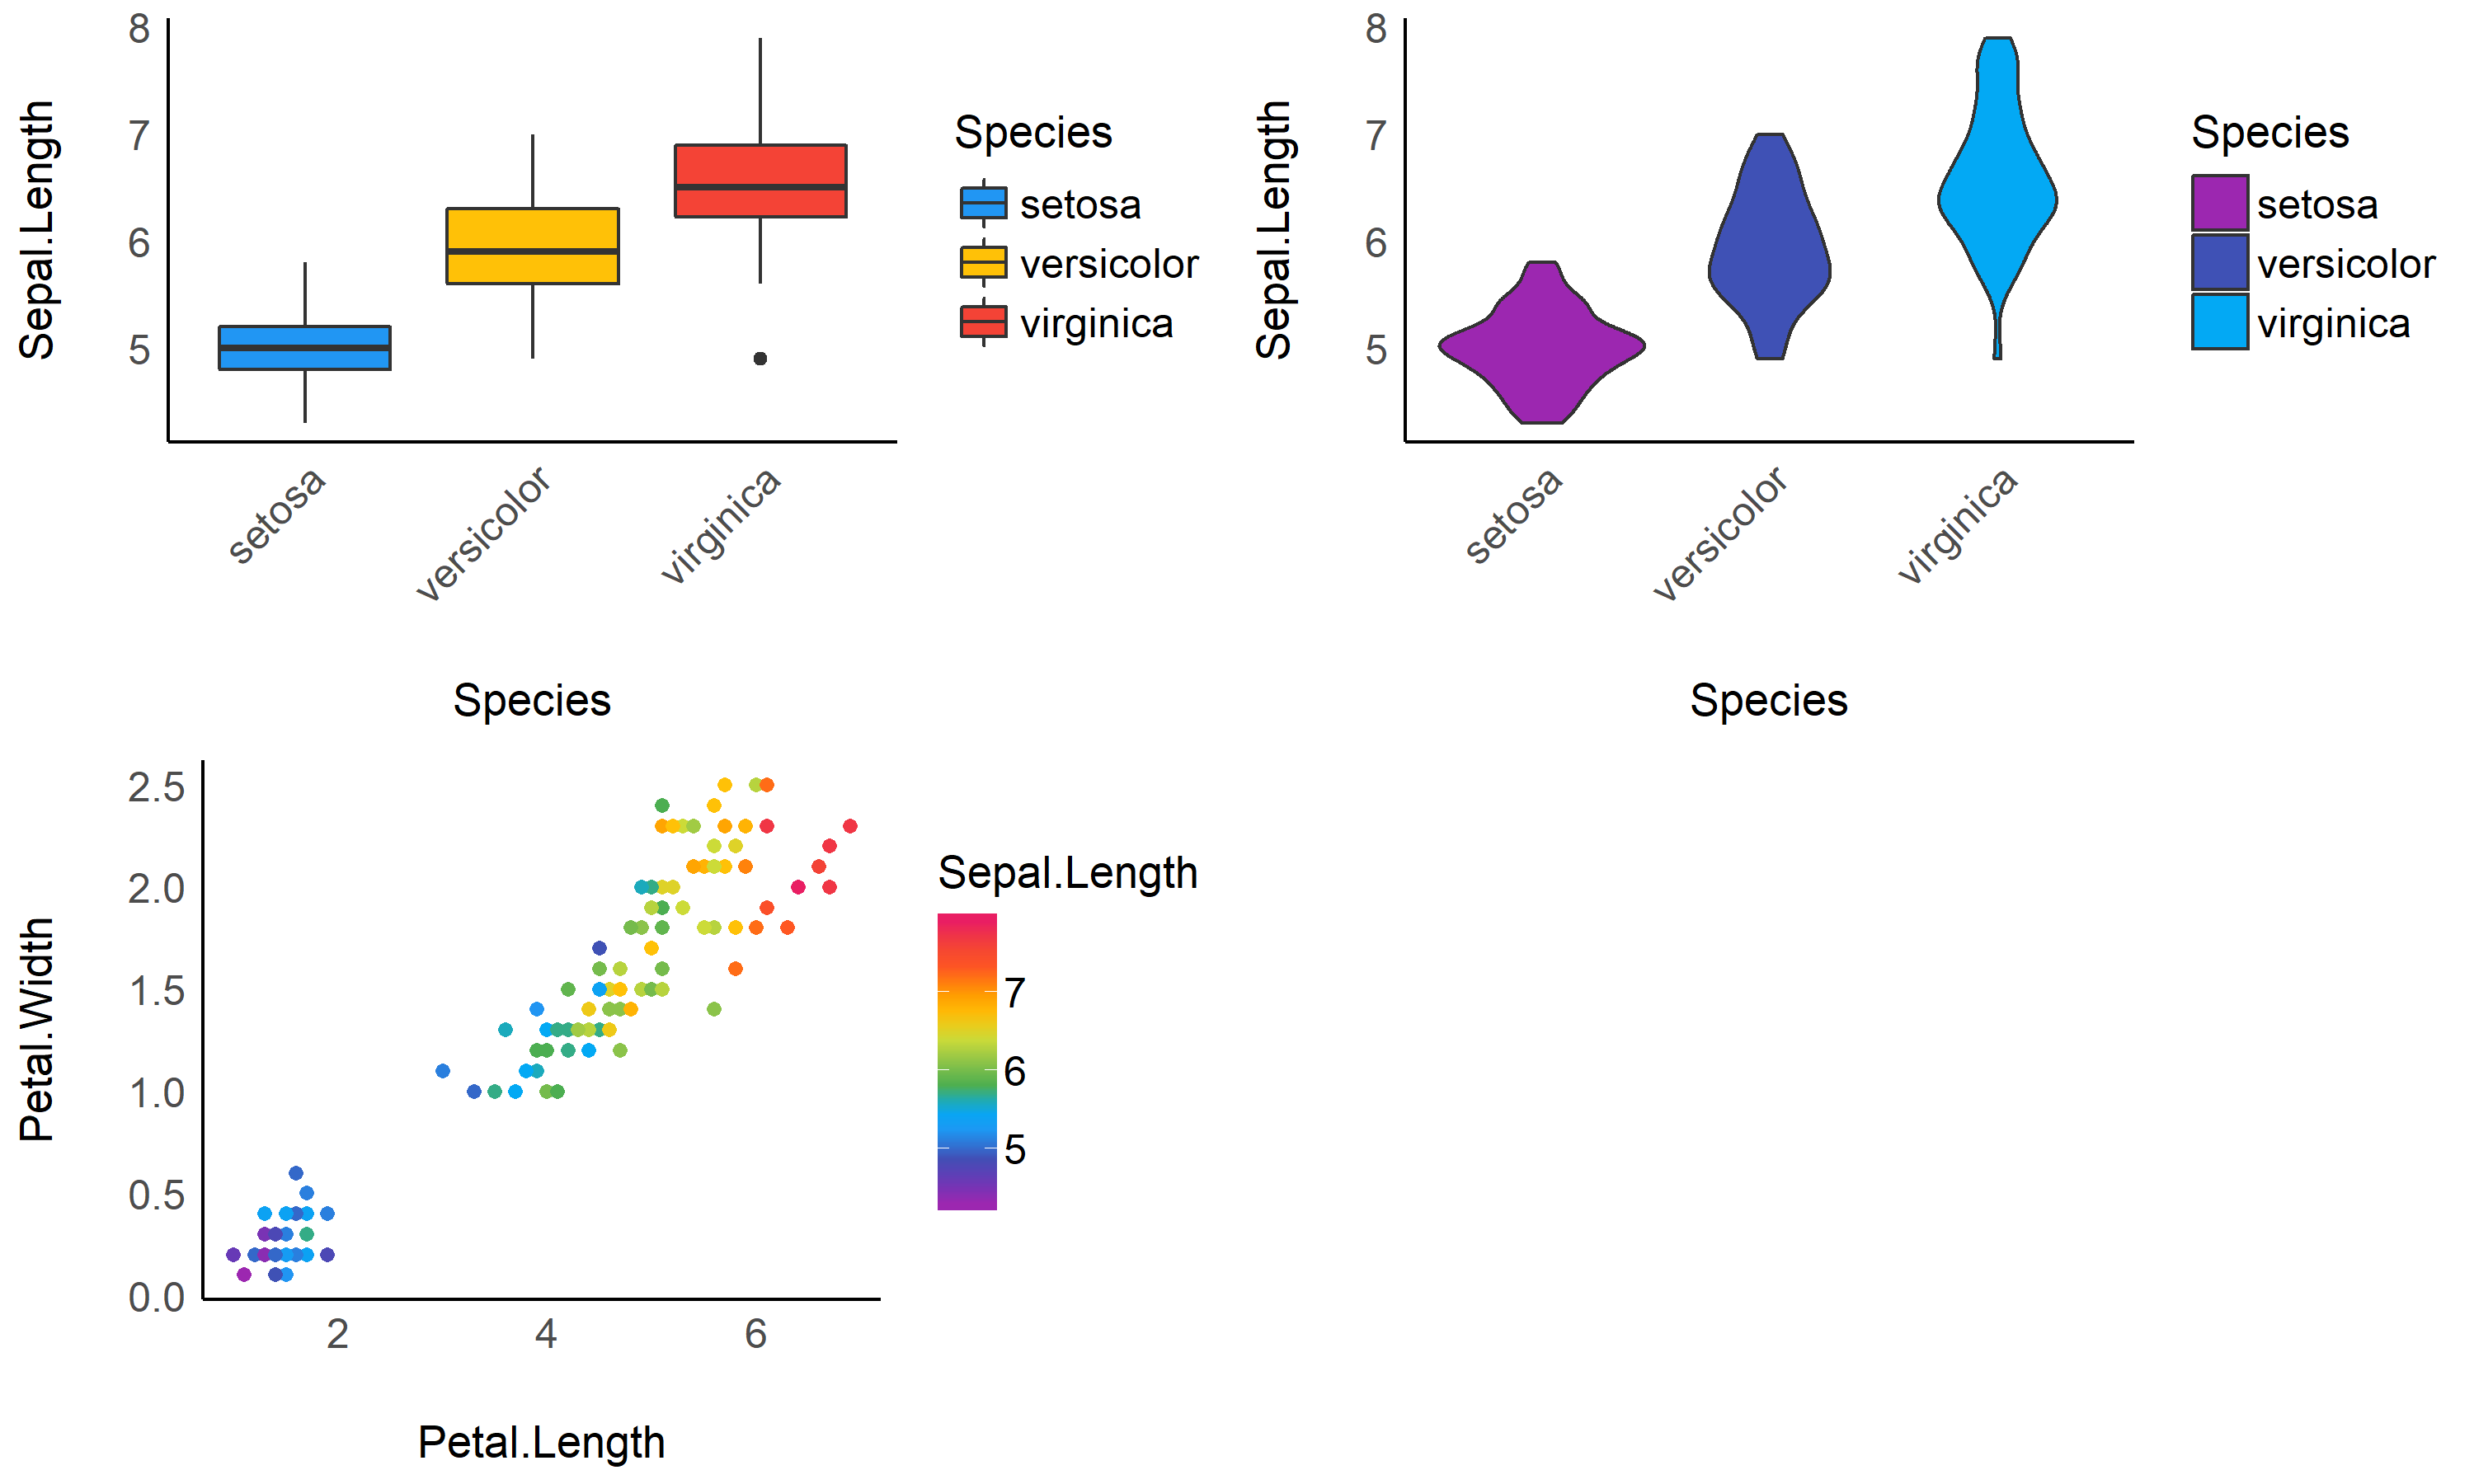 Sepal.Length
8
7
6
5
setosa
versicolor
virginica
Species
Species
setosa
versicolor
virginica
Sepal.Length
8
7
6
5
setosa
versicolor
virginica
Species
Species
setosa
versicolor
virginica
Petal.Width
2.5
2.0
1.5
1.0
0.5
0.0
2 4 6
Petal.Length
Sepal.Length
7
6
5